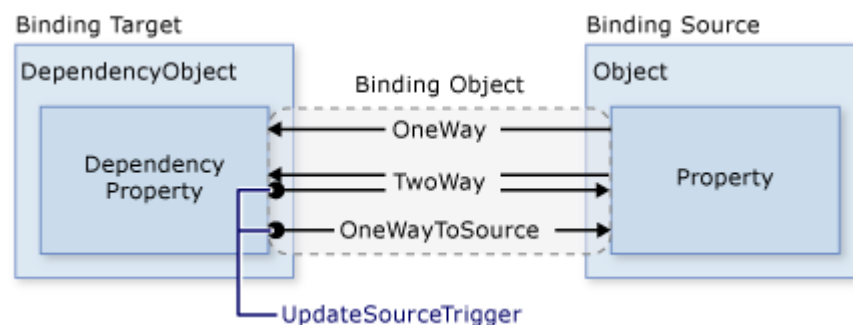 Binding Target
Binding Source
DependencyObject
Object
Binding Object
OneWay
Dependency
Property
TwoWay
Property
OneWayToSource
UpdateSourceTrigger